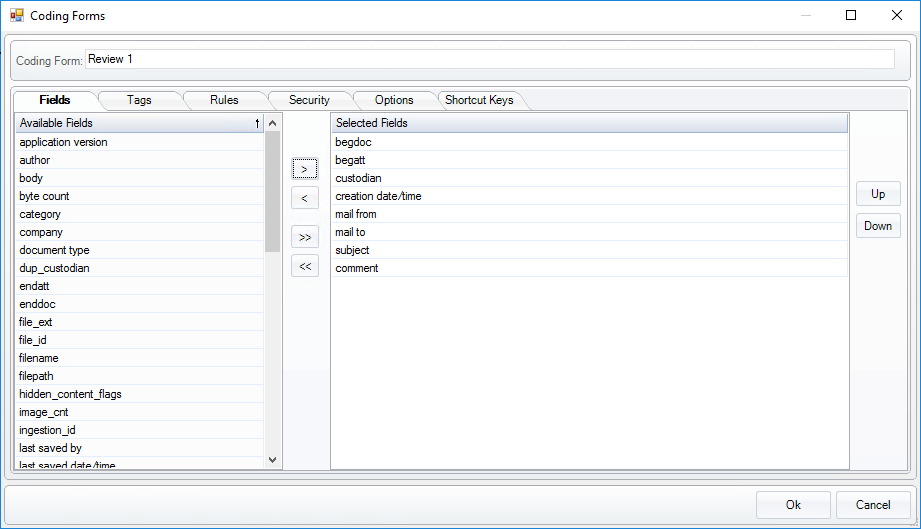 Coding Forms
Coding Form: Review 1
Fields Tags Rules Security Options Shortcut Keys
Available Fields
application version
author
body
byte count
category
company
document type
dup_custodian
endatt
enddoc
file_ext
file_id
filename
filepath
hidden_content_flags
image_cnt
ingestion_id
last saved by
last saved date/time
>
<
>>
<<
Selected Fields
begdoc
begatt
custodian
creation date/time
mail from
mail to
subject
comment
Up
Down
Ok Cancel